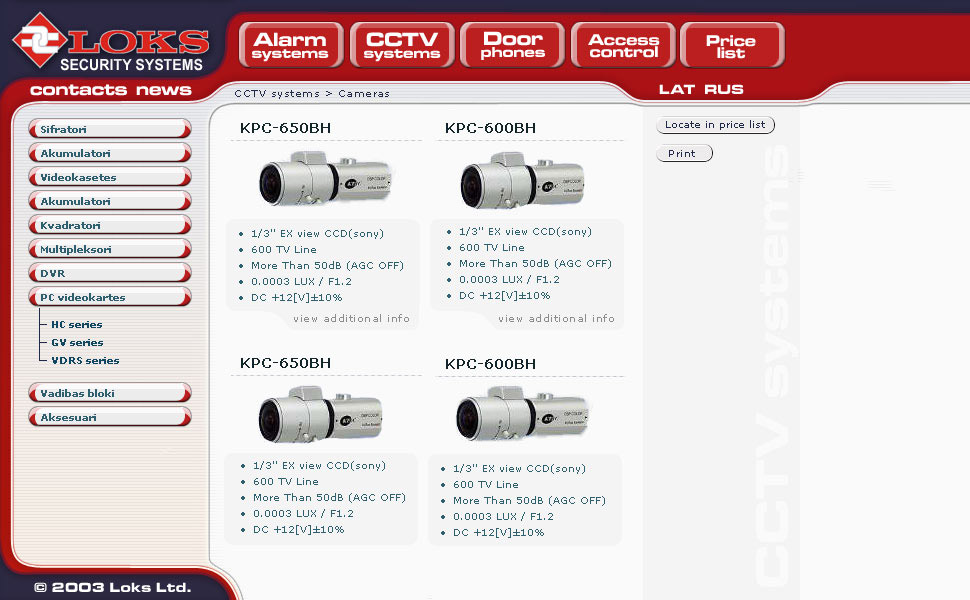 LOKS
SECURITY SYSTEMS
Alarm
systems
CCTV
systems
Door
phones
Access
control
Price
list
contacts news
CCTV systems > Cameras
LAT RUS
Sifratori
Akumulatori
Videokasetes
Akumulatori
Kvadratori
Multipleksori
DVR
PC videokartes
HC series
GV series
VDRS series
Vadibas bloki
Aksesuari
KPC-650BH
1/3" EX view CCD(sony)
600 TV Line
More Than 50dB (AGC OFF)
0.0003 LUX / F1.2
DC +12[V]±10%
view additional info
KPC-600BH
1/3" EX view CCD(sony)
600 TV Line
More Than 50dB (AGC OFF)
0.0003 LUX / F1.2
DC +12[V]±10%
view additional info
KPC-650BH
1/3" EX view CCD(sony)
600 TV Line
More Than 50dB (AGC OFF)
0.0003 LUX / F1.2
DC +12[V]±10%
KPC-600BH
1/3" EX view CCD(sony)
600 TV Line
More Than 50dB (AGC OFF)
0.0003 LUX / F1.2
DC +12[V]±10%
Locate in price list
Print
CCTV systems
© 2003 Loks Ltd.